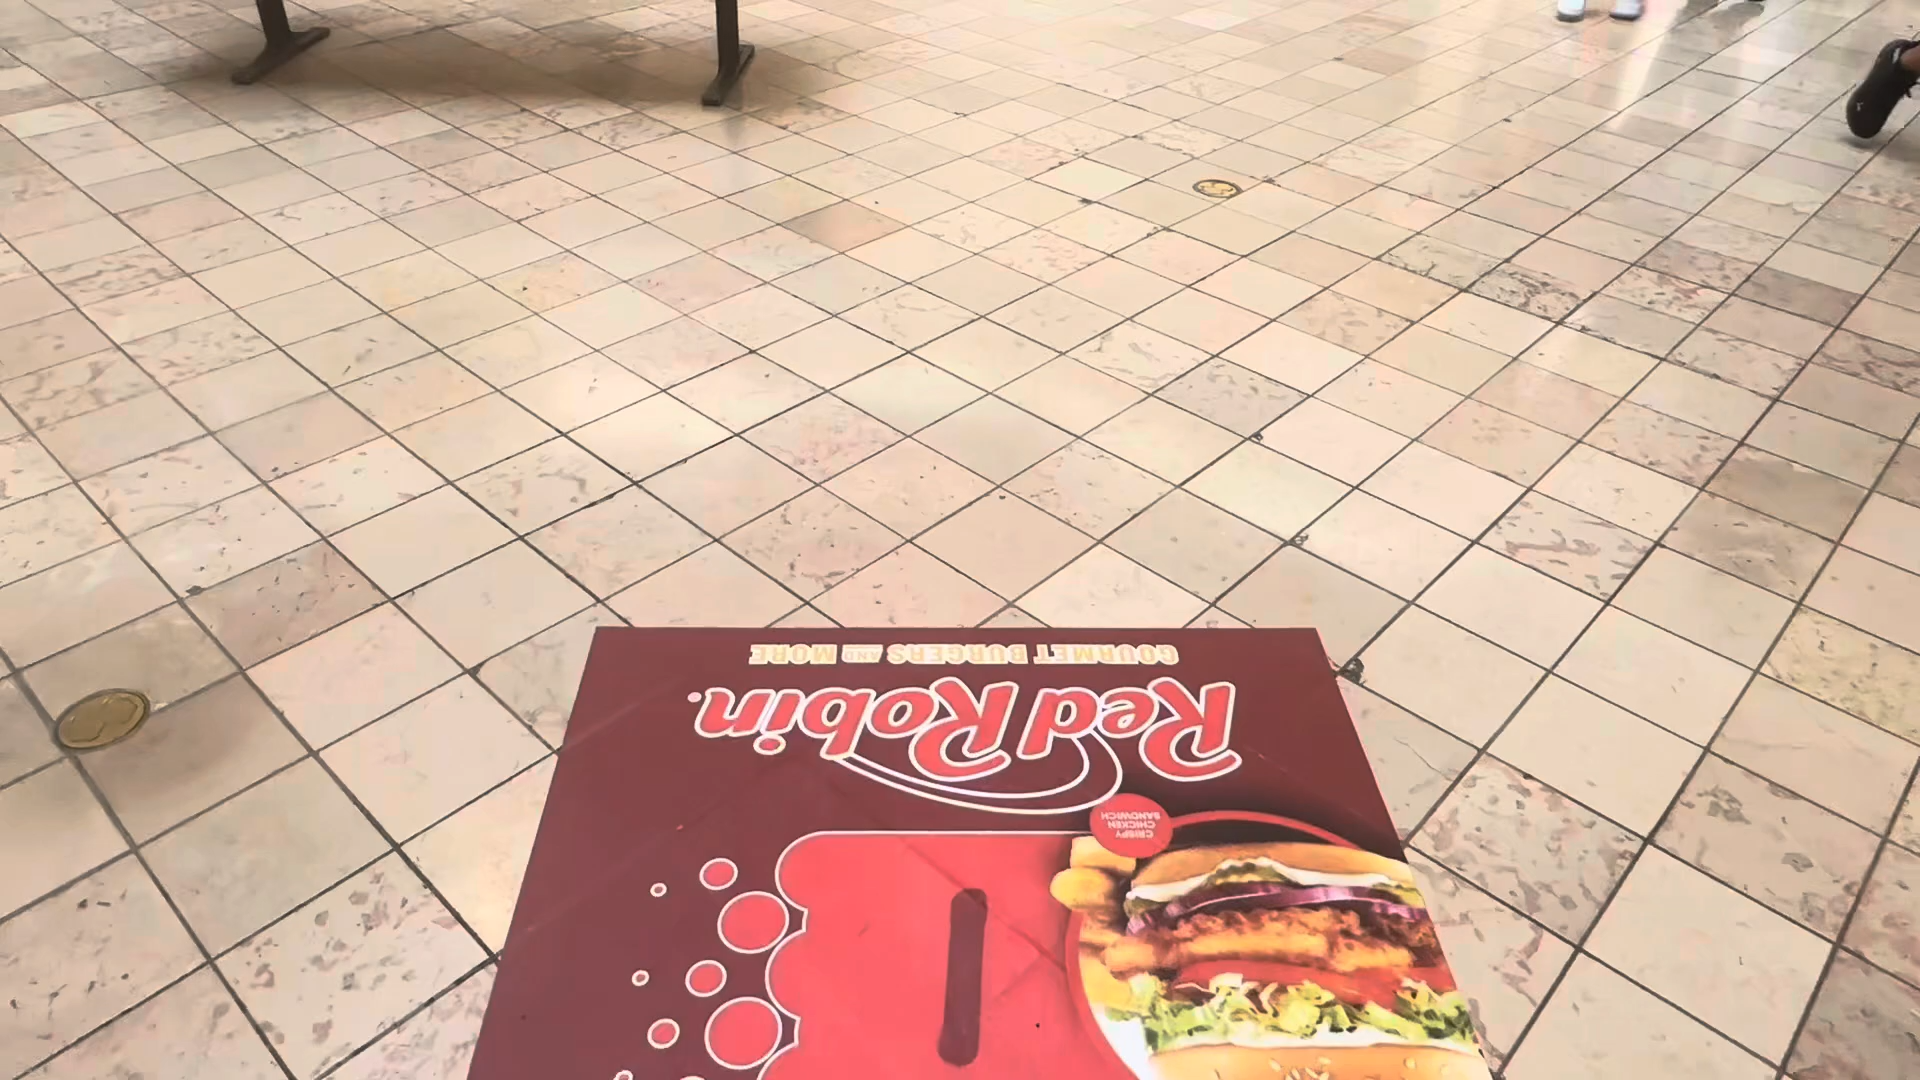 Red Robin.
GOURMET BURGERS AND MORE
CRISPY
CHICKEN
SANDWICH